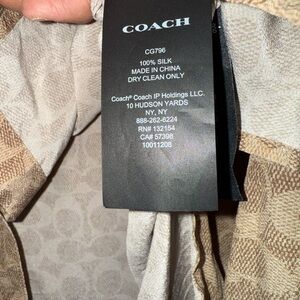 COACH
CG796
100% SILK
MADE IN CHINA
DRY CLEAN ONLY
Coach® Coach IP Holdings LLC.
10 HUDSON YARDS
NY, NY
888-262-6224
RN# 132154
CA# 57398
10011208